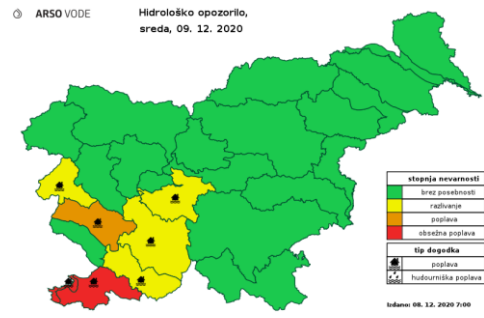 ARSO VODE
Hidrološko opozorilo,
sreda, 09. 12. 2020
stopnja nevarnosti
brez posebnosti
razlivanje
poplava
obsežna poplava
tip dogodka
poplava
hudourniška poplava
Izdano: 08. 12. 2020 7:00